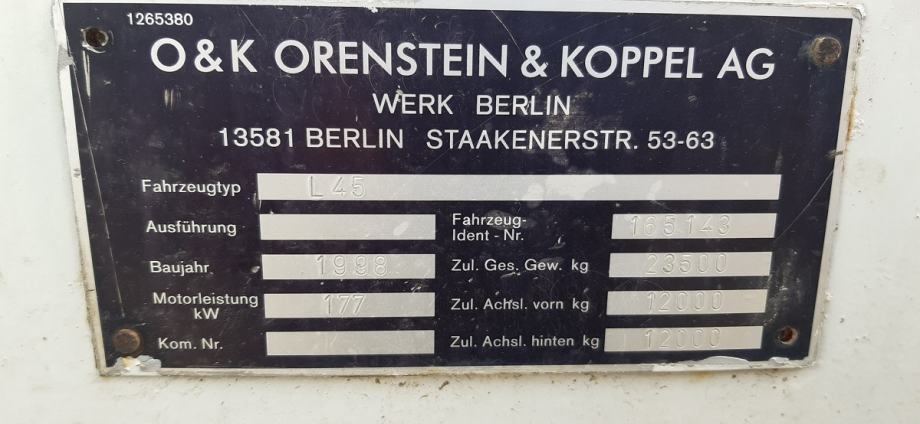 1265380
O&K ORENSTEIN & KOPPEL AG
WERK BERLIN
13581 BERLIN STAAKENERSTR. 53-63
Fahrzeugtyp L45
Ausführung
Fahrzeug-
Ident - Nr. 165143
Baujahr 1998
Zul. Ges. Gew. kg 23500
Motorleistung
kW 177
Zul. Achsl. vorn kg 12000
Kom. Nr.
Zul. Achsl. hinten kg 12000